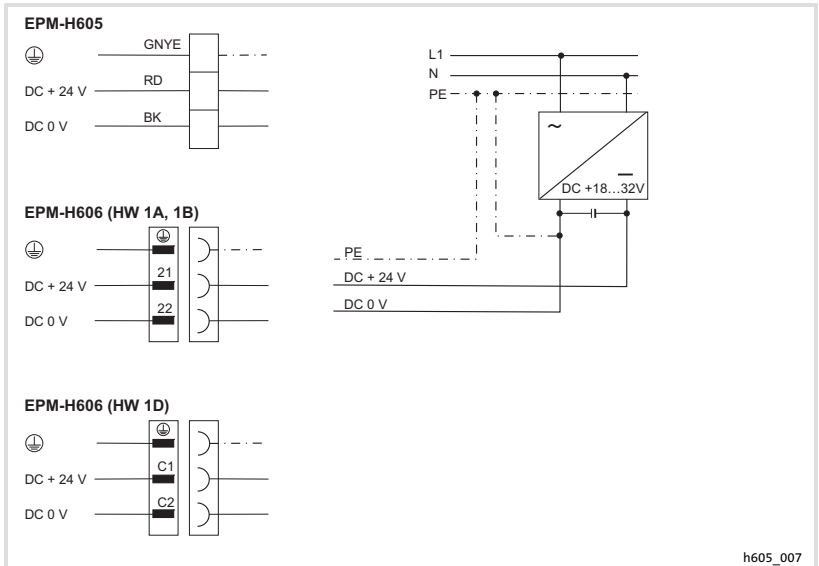 EPM-H605
GNYE
DC + 24 V
RD
DC 0 V
BK
L1
N
PE
~
DC +18...32V
EPM-H606 (HW 1A, 1B)
DC + 24 V
21
DC 0 V
22
PE
DC + 24 V
DC 0 V
EPM-H606 (HW 1D)
DC + 24 V
C1
DC 0 V
C2
h605_007